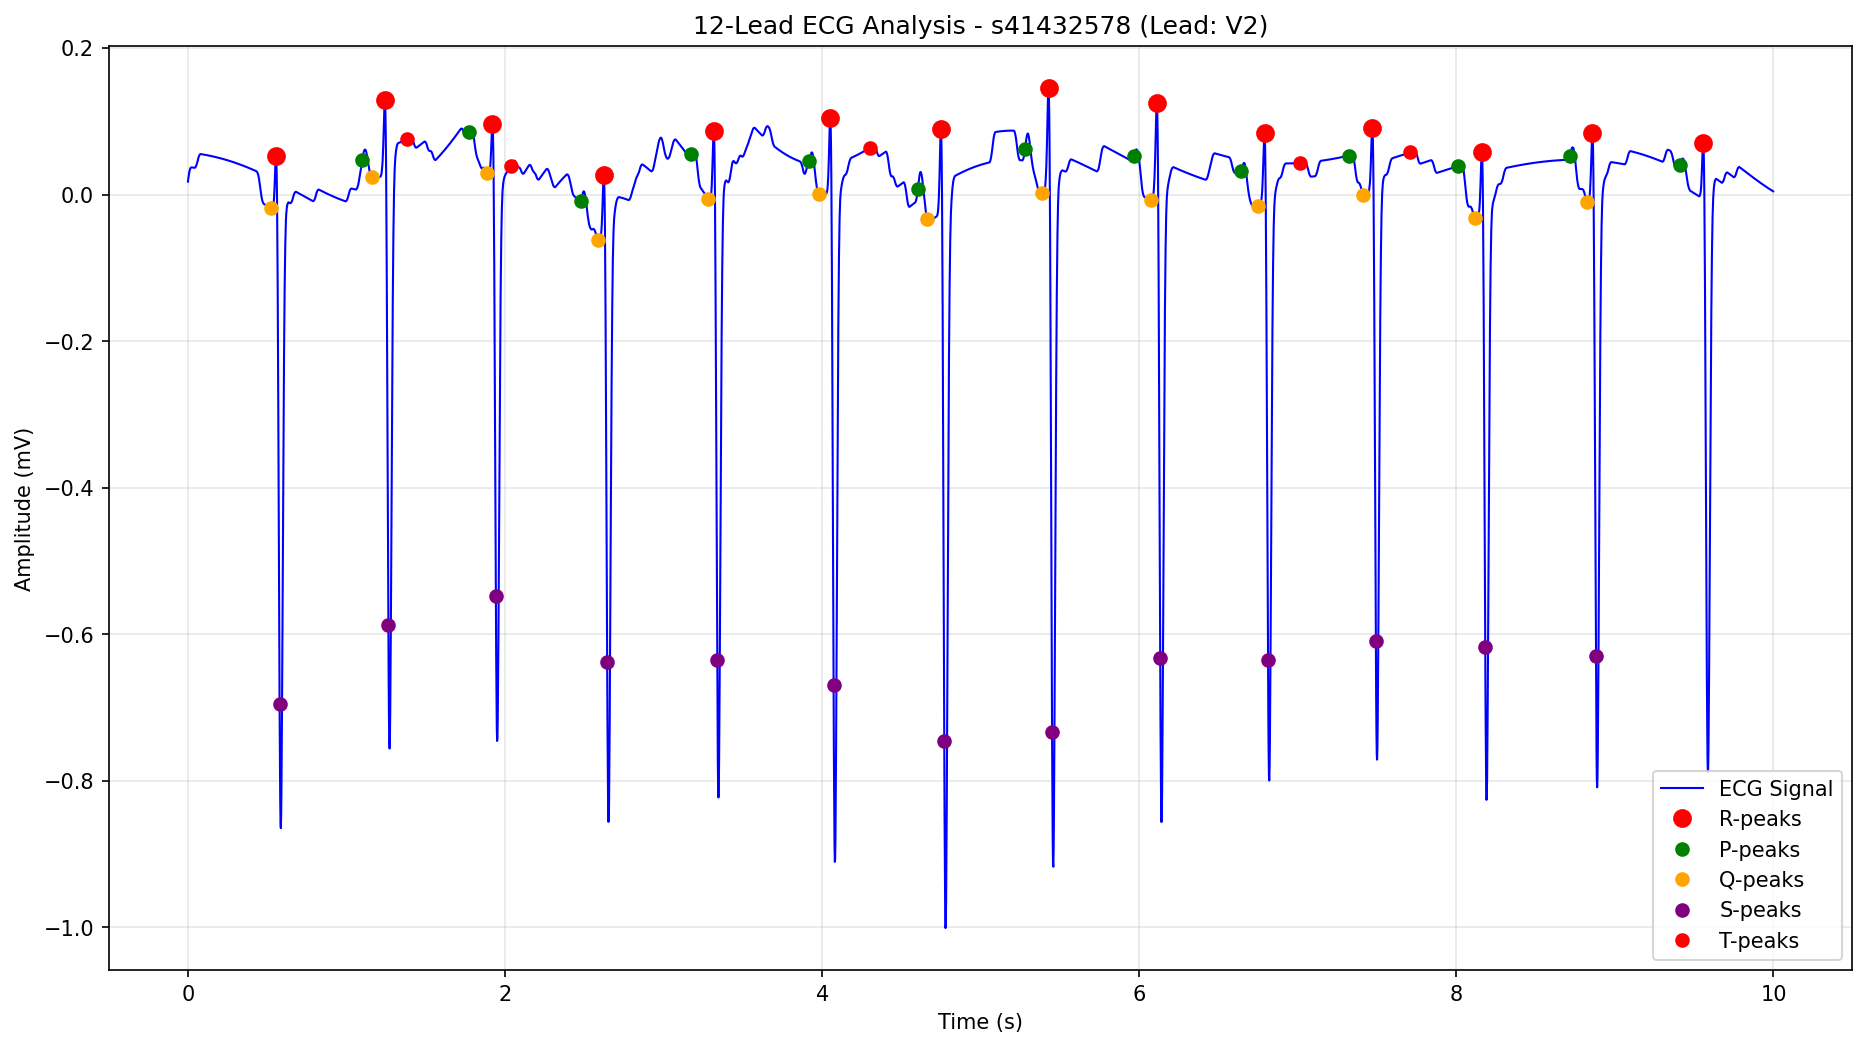 12-Lead ECG Analysis - s41432578 (Lead: V2)
Amplitude (mV)
0.2
0.0
−0.2
−0.4
−0.6
−0.8
−1.0
0 2 4 6 8 10
Time (s)
ECG Signal
R-peaks
P-peaks
Q-peaks
S-peaks
T-peaks